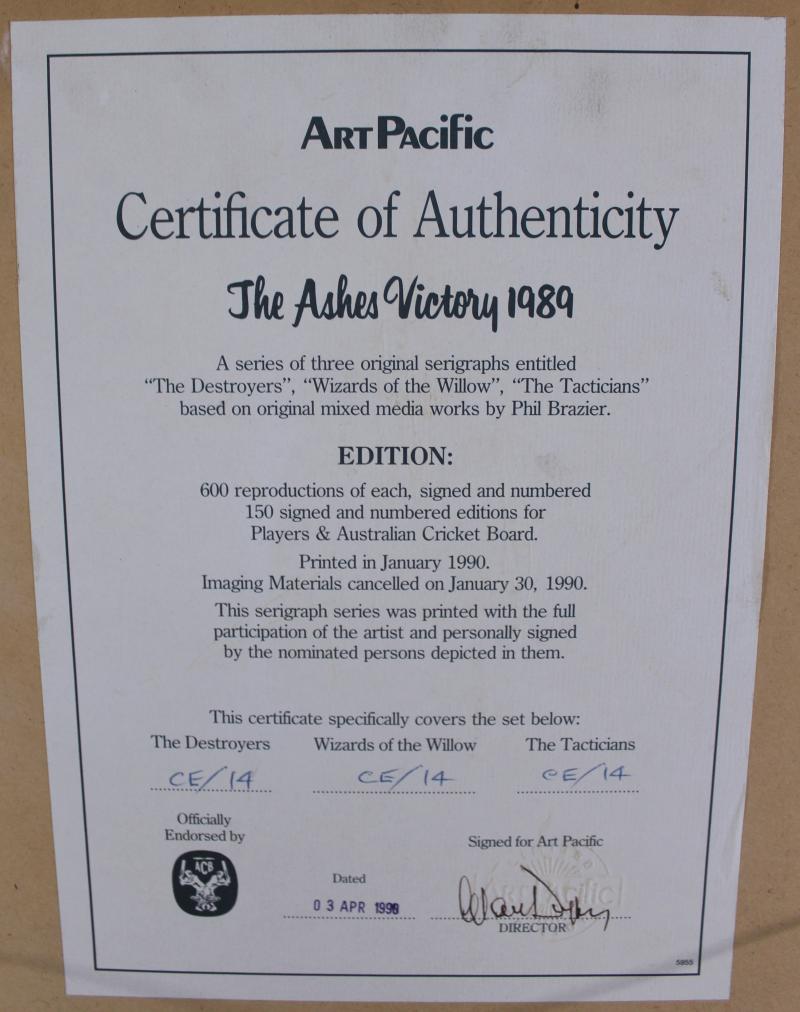 ART PACific
Certificate of Authenticity
The Ashes Victory 1989
A series of three original serigraphs entitled
“The Destroyers”, “Wizards of the Willow”, “The Tacticians”
based on original mixed media works by Phil Brazier.
EDITION:
600 reproductions of each, signed and numbered
150 signed and numbered editions for
Players & Australian Cricket Board.
Printed in January 1990.
Imaging Materials cancelled on January 30, 1990.
This serigraph series was printed with the full
participation of the artist and personally signed
by the nominated persons depicted in them.
This certificate specifically covers the set below:
The Destroyers Wizards of the Willow The Tacticians
CE/14 CE/14 CE/14
Officially
Endorsed by
ACB
Dated
03 APR 1990
Signed for Art Pacific
DIRECTOR
5955